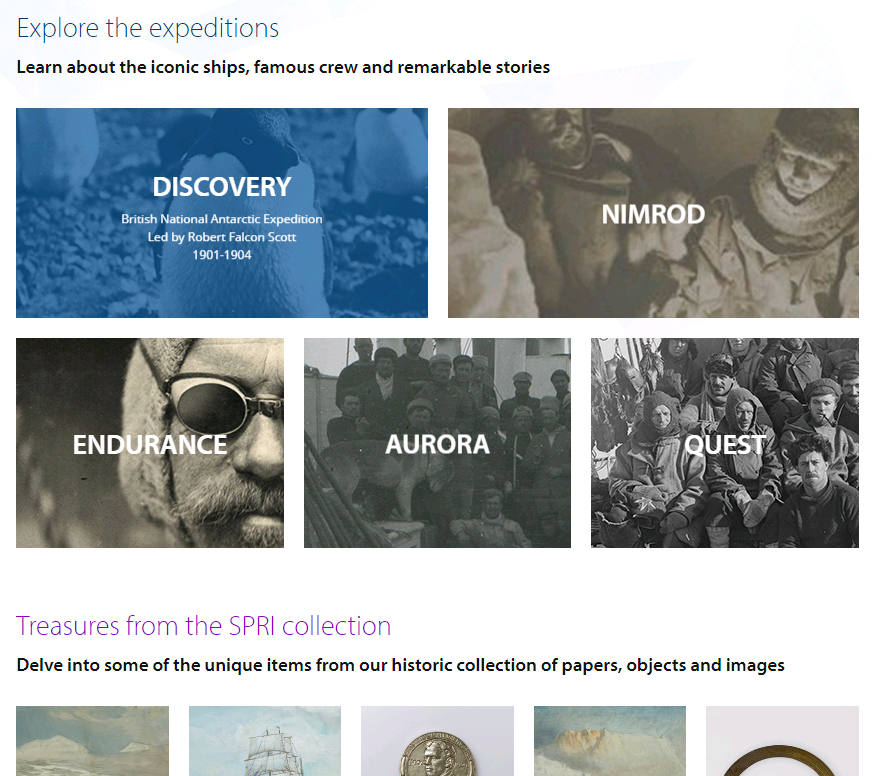 Explore the expeditions
Learn about the iconic ships, famous crew and remarkable stories
DISCOVERY
British National Antarctic Expedition
Led by Robert Falcon Scott
1901-1904
NIMROD
ENDURANCE
AURORA
QUEST
Treasures from the SPRI collection
Delve into some of the unique items from our historic collection of papers, objects and images